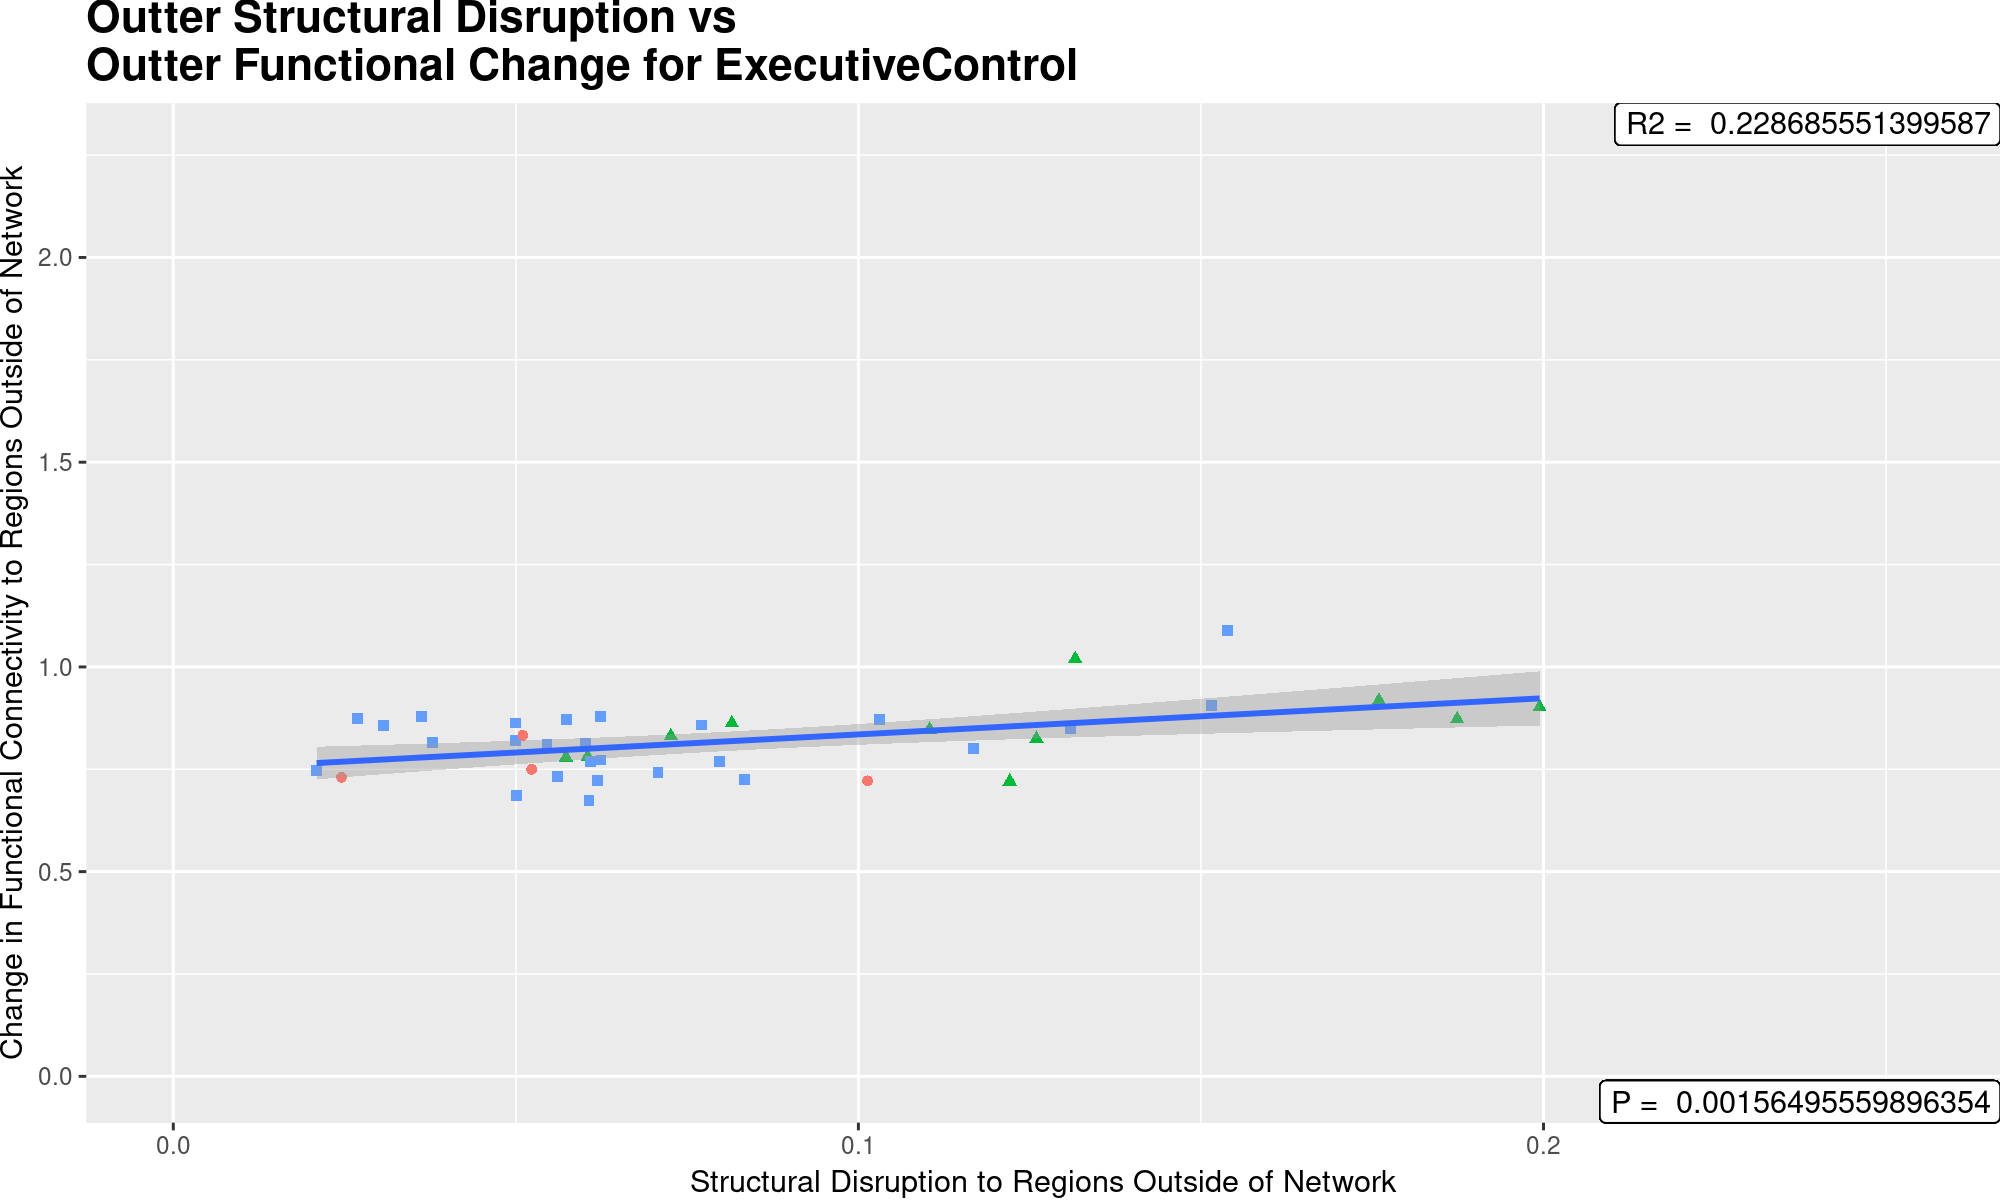 Outter Structural Disruption vs
Outter Functional Change for ExecutiveControl
R2 =  0.228685551399587
Change in Functional Connectivity to Regions Outside of Network
2.0
1.5
1.0
0.5
0.0
P =  0.00156495559896354
0.0
0.1
0.2
Structural Disruption to Regions Outside of Network